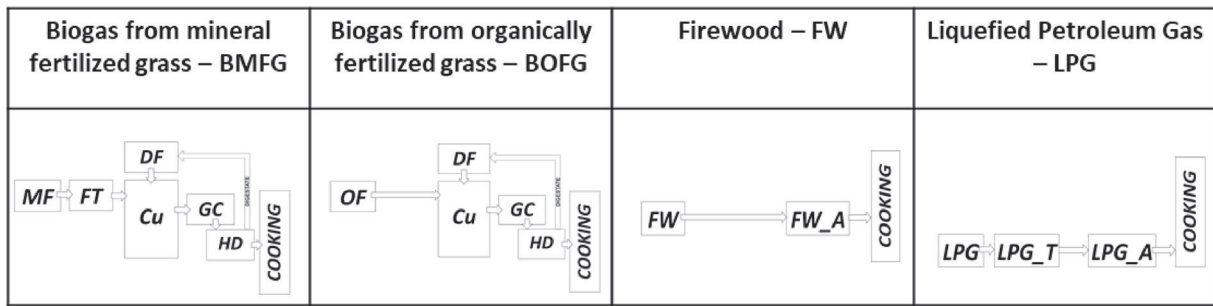 Biogas from mineral
fertilized grass – BMFG
Biogas from organically
fertilized grass – BOFG
Firewood – FW
Liquefied Petroleum Gas
– LPG
DF
MF
FT
Cu
GC
HD
DIGESTATE
COOKING
DF
OF
Cu
GC
HD
DIGESTATE
COOKING
FW
FW_A
COOKING
LPG
LPG_T
LPG_A
COOKING